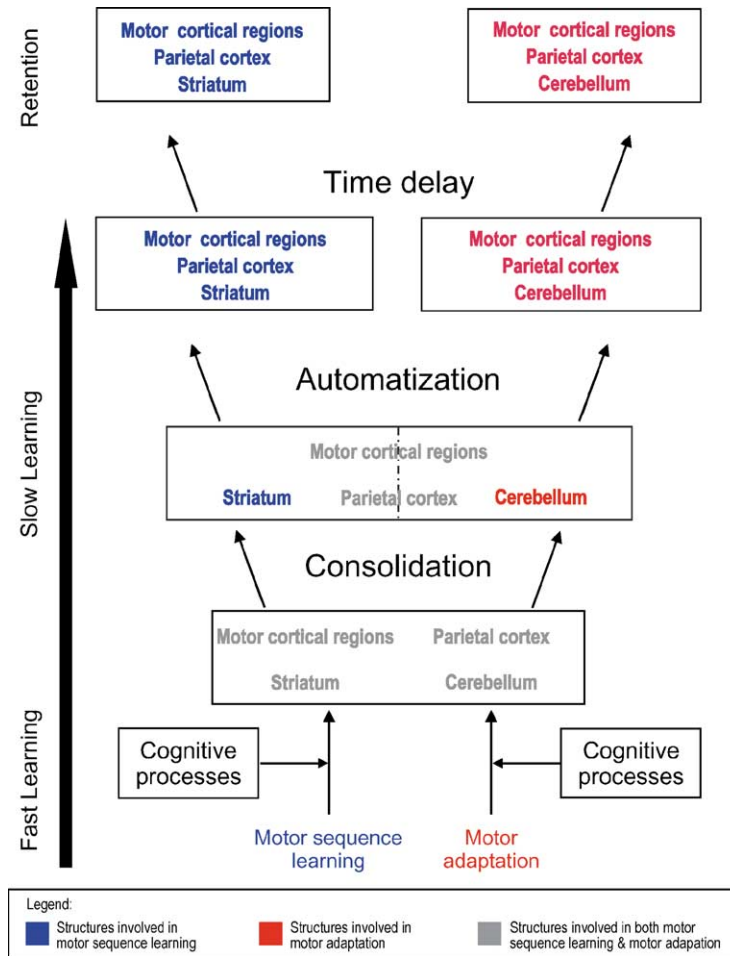 Retention
Motor cortical regions
Parietal cortex
Striatum
Motor cortical regions
Parietal cortex
Cerebellum
Time delay
Motor cortical regions
Parietal cortex
Striatum
Motor cortical regions
Parietal cortex
Cerebellum
Slow Learning
Automatization
Motor cortical regions
Striatum
Parietal cortex
Cerebellum
Consolidation
Motor cortical regions
Parietal cortex
Striatum
Cerebellum
Fast Learning
Cognitive
processes
Cognitive
processes
Motor sequence
learning
Motor
adaptation
Legend:
Structures involved in
motor sequence learning
Structures involved in
motor adaptation
Structures involved in both motor
sequence learning & motor adapation